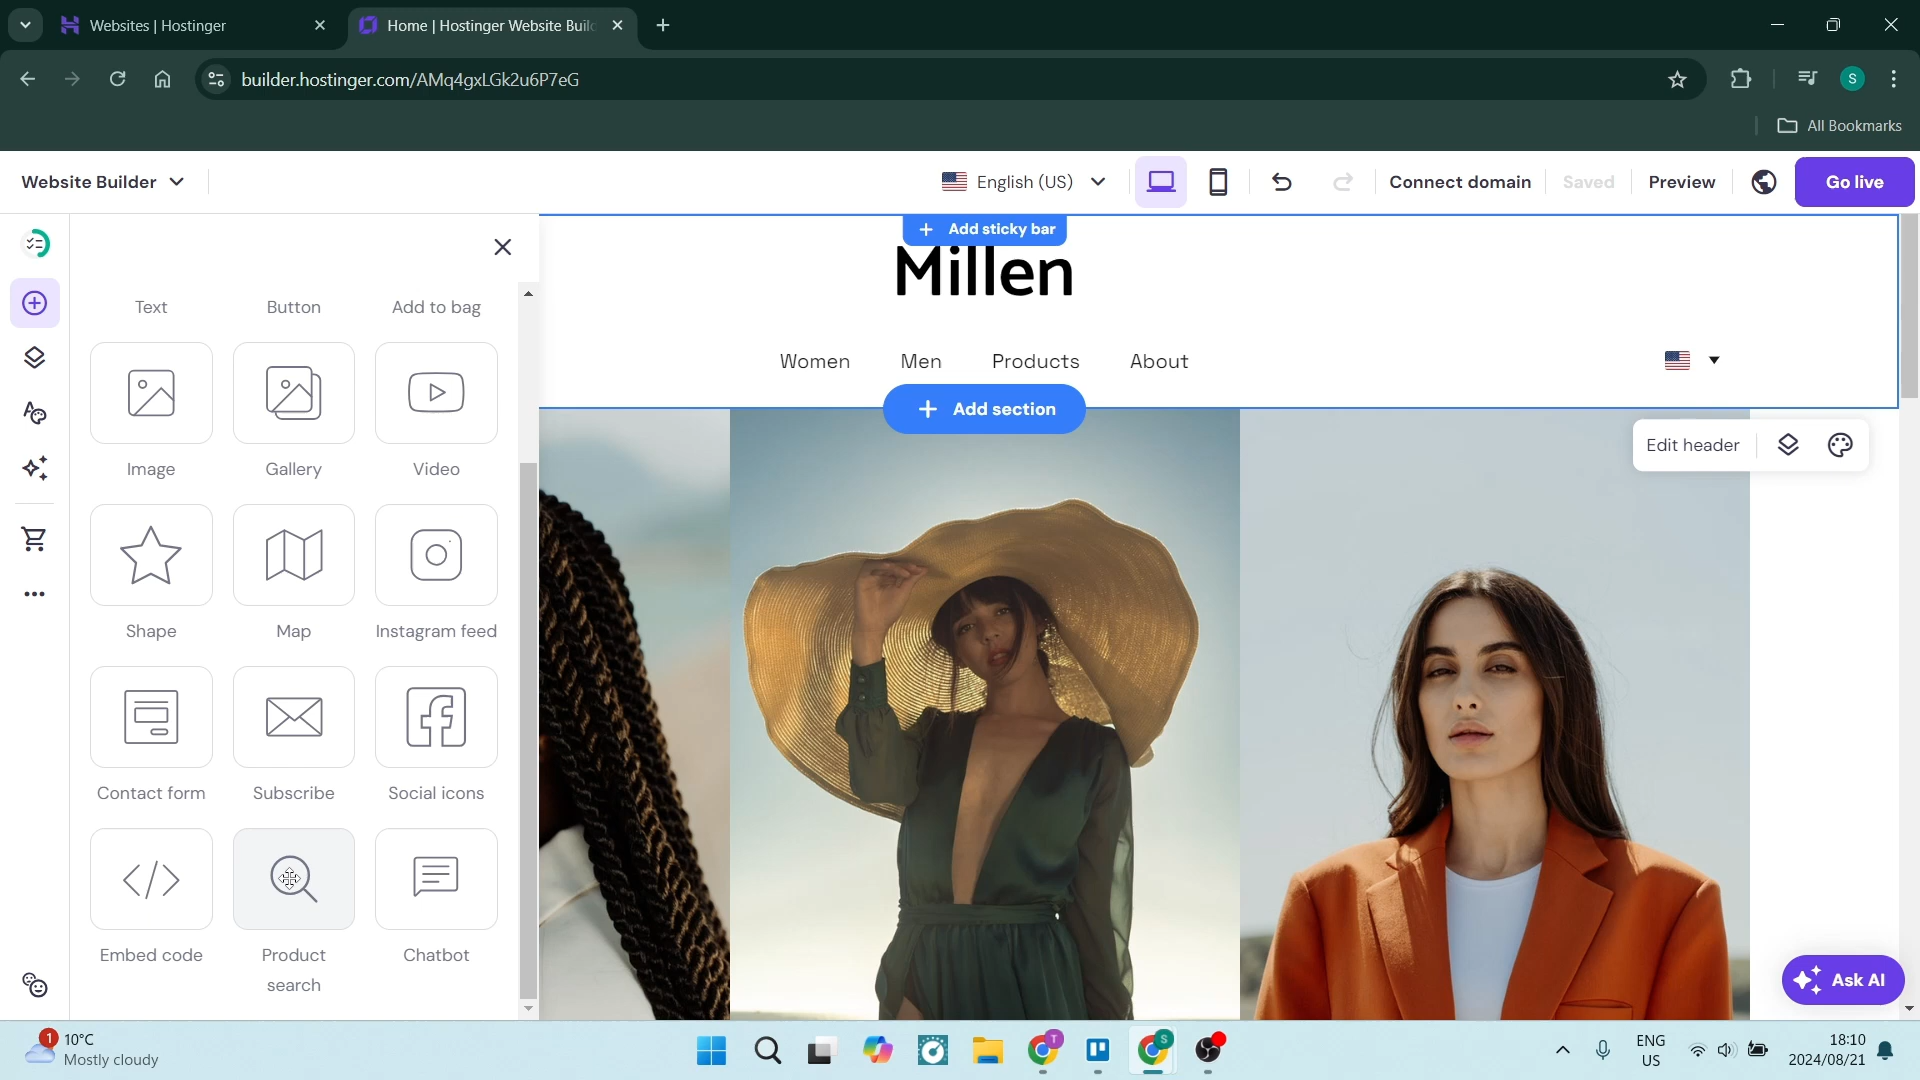 Websites | Hostinger
Home | Hostinger Website Buil
builder.hostinger.com/AMq4gxLGk2u6P7eG
S
All Bookmarks
Website Builder
English (US)
Connect domain
Saved
Preview
Go live
Add sticky bar
Millen
Women Men Products About
Add section
Edit header
Text Button Add to bag
Image Gallery Video
Shape Map Instagram feed
Contact form Subscribe Social icons
Embed code Product search Chatbot
Ask AI
1
10°C
Mostly cloudy
T
S
ENG
US
18:10
2024/08/21